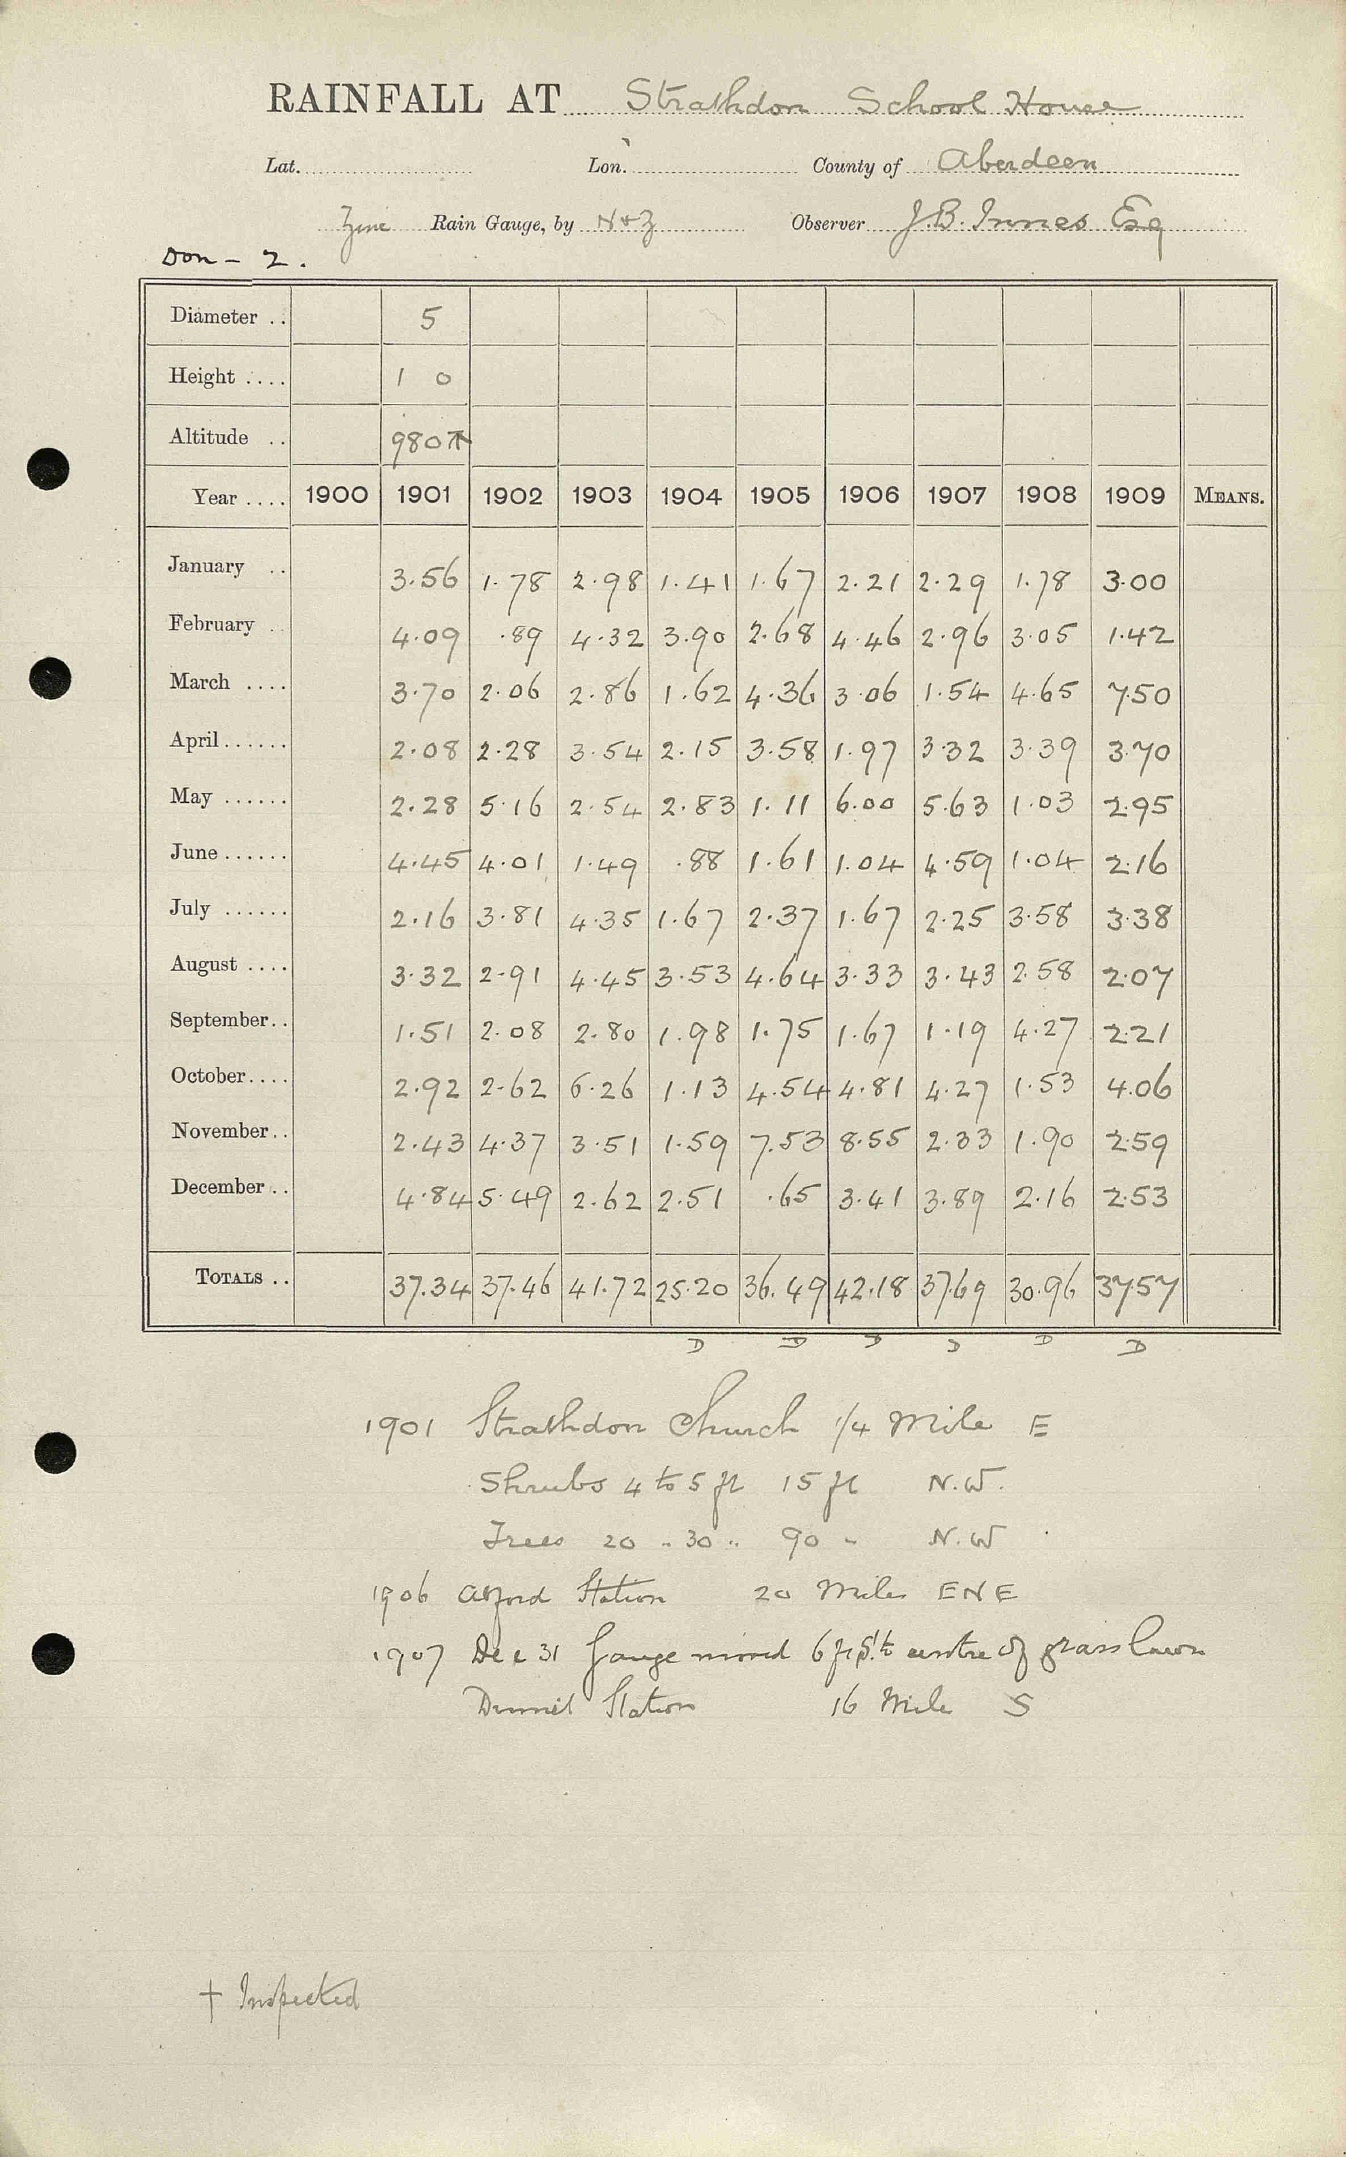 RAINFALL AT Strathdon School House
Lat. Lon. County of Aberdeen
Zinc Rain Gauge, by N+Z Observer J.B. Innes Esq
Don - 2.
Diameter .. 5
Height .... 1 0
Altitude .. 980
Year .... 1900 1901 1902 1903 1904 1905 1906 1907 1908 1909 MEANS.
January .. 3.56 1.78 2.98 1.41 1.67 2.21 2.29 1.78 3.00
February .. 4.09 .89 4.32 3.90 2.68 4.46 2.96 3.05 1.42
March .... 3.70 2.06 2.86 1.62 4.36 3.06 1.54 4.65 7.50
April...... 2.08 2.28 3.54 2.15 3.58 1.97 3.32 3.39 3.70
May ...... 2.28 5.16 2.54 2.83 1.11 6.00 5.63 1.03 2.95
June...... 4.45 4.01 1.49 .88 1.61 1.04 4.59 1.04 2.16
July ...... 2.16 3.81 4.35 1.67 2.37 1.67 2.25 3.58 3.38
August .... 3.32 2.91 4.45 3.53 4.64 3.33 3.43 2.58 2.07
September.. 1.51 2.08 2.80 1.98 1.75 1.67 1.19 4.27 2.21
October.... 2.92 2.62 6.26 1.13 4.54 4.81 4.27 1.53 4.06
November.. 2.43 4.37 3.51 1.59 7.53 8.55 2.33 1.90 2.59
December.. 4.84 5.49 2.62 2.51 .65 3.41 3.89 2.16 2.53
TOTALS .. 37.34 37.46 41.72 25.20 36.49 42.18 37.69 30.96 37.57
D D D D D D
1901 Strathdon Church 1/4 Mile E
Shrubs 4 to 5 ft 15 ft N.W.
Trees 20 .. 30 .. 90 - N.W
1906 Alford Station 20 Miles ENE
1907 Dec 31 Gauge moved 6 ft S. to centre of grass lawn
Dinnet Station 16 Mile S
† Inspected